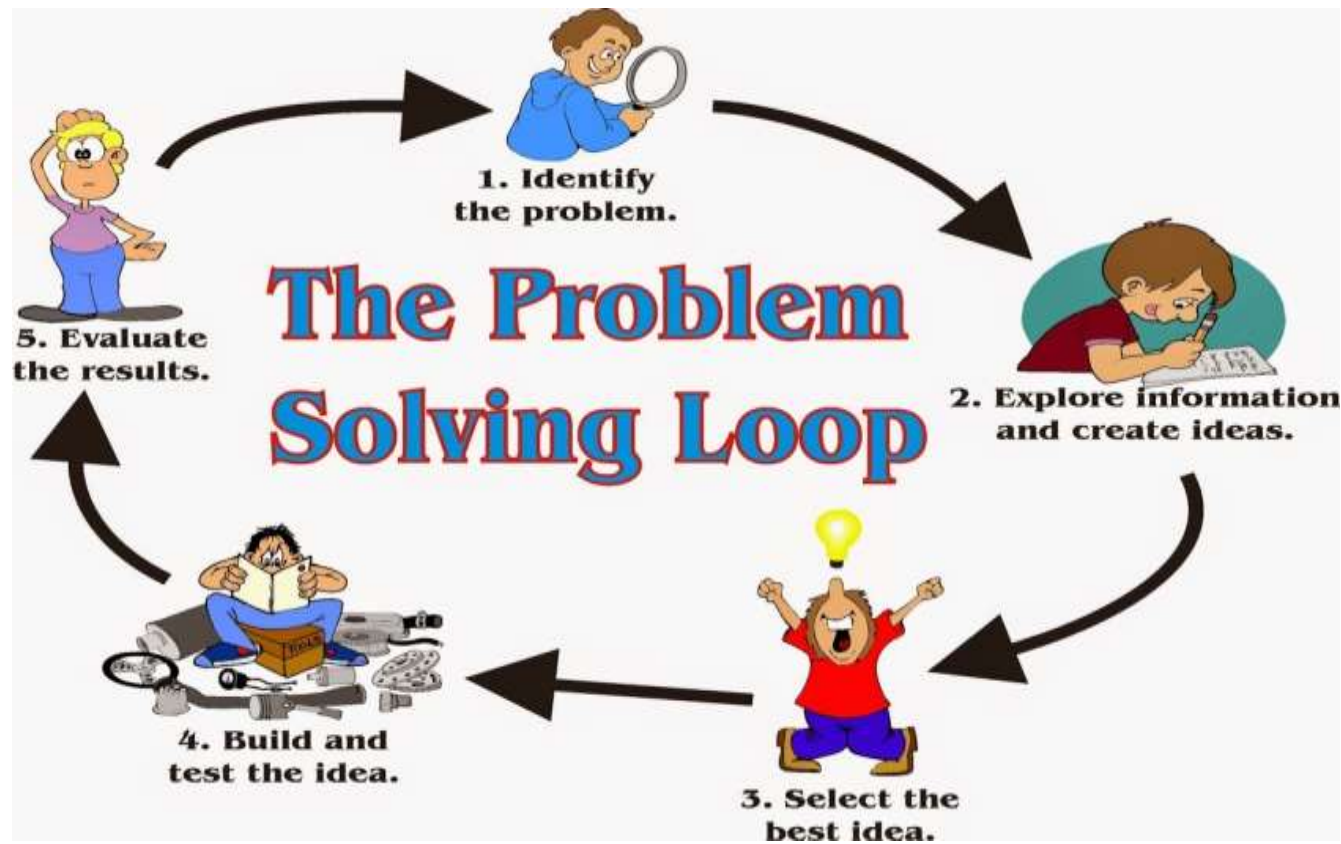 The Problem
Solving Loop
1. Identify
the problem.
2. Explore information
and create ideas.
3. Select the
best idea.
4. Build and
test the idea.
5. Evaluate
the results.
TOOLS